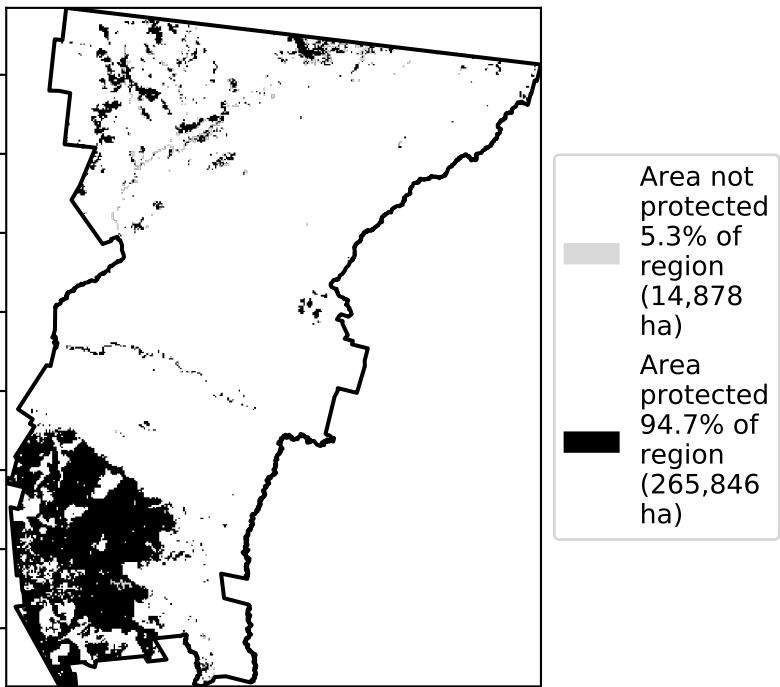 Area not
protected
5.3% of
region
(14,878
ha)
Area
protected
94.7% of
region
(265,846
ha)